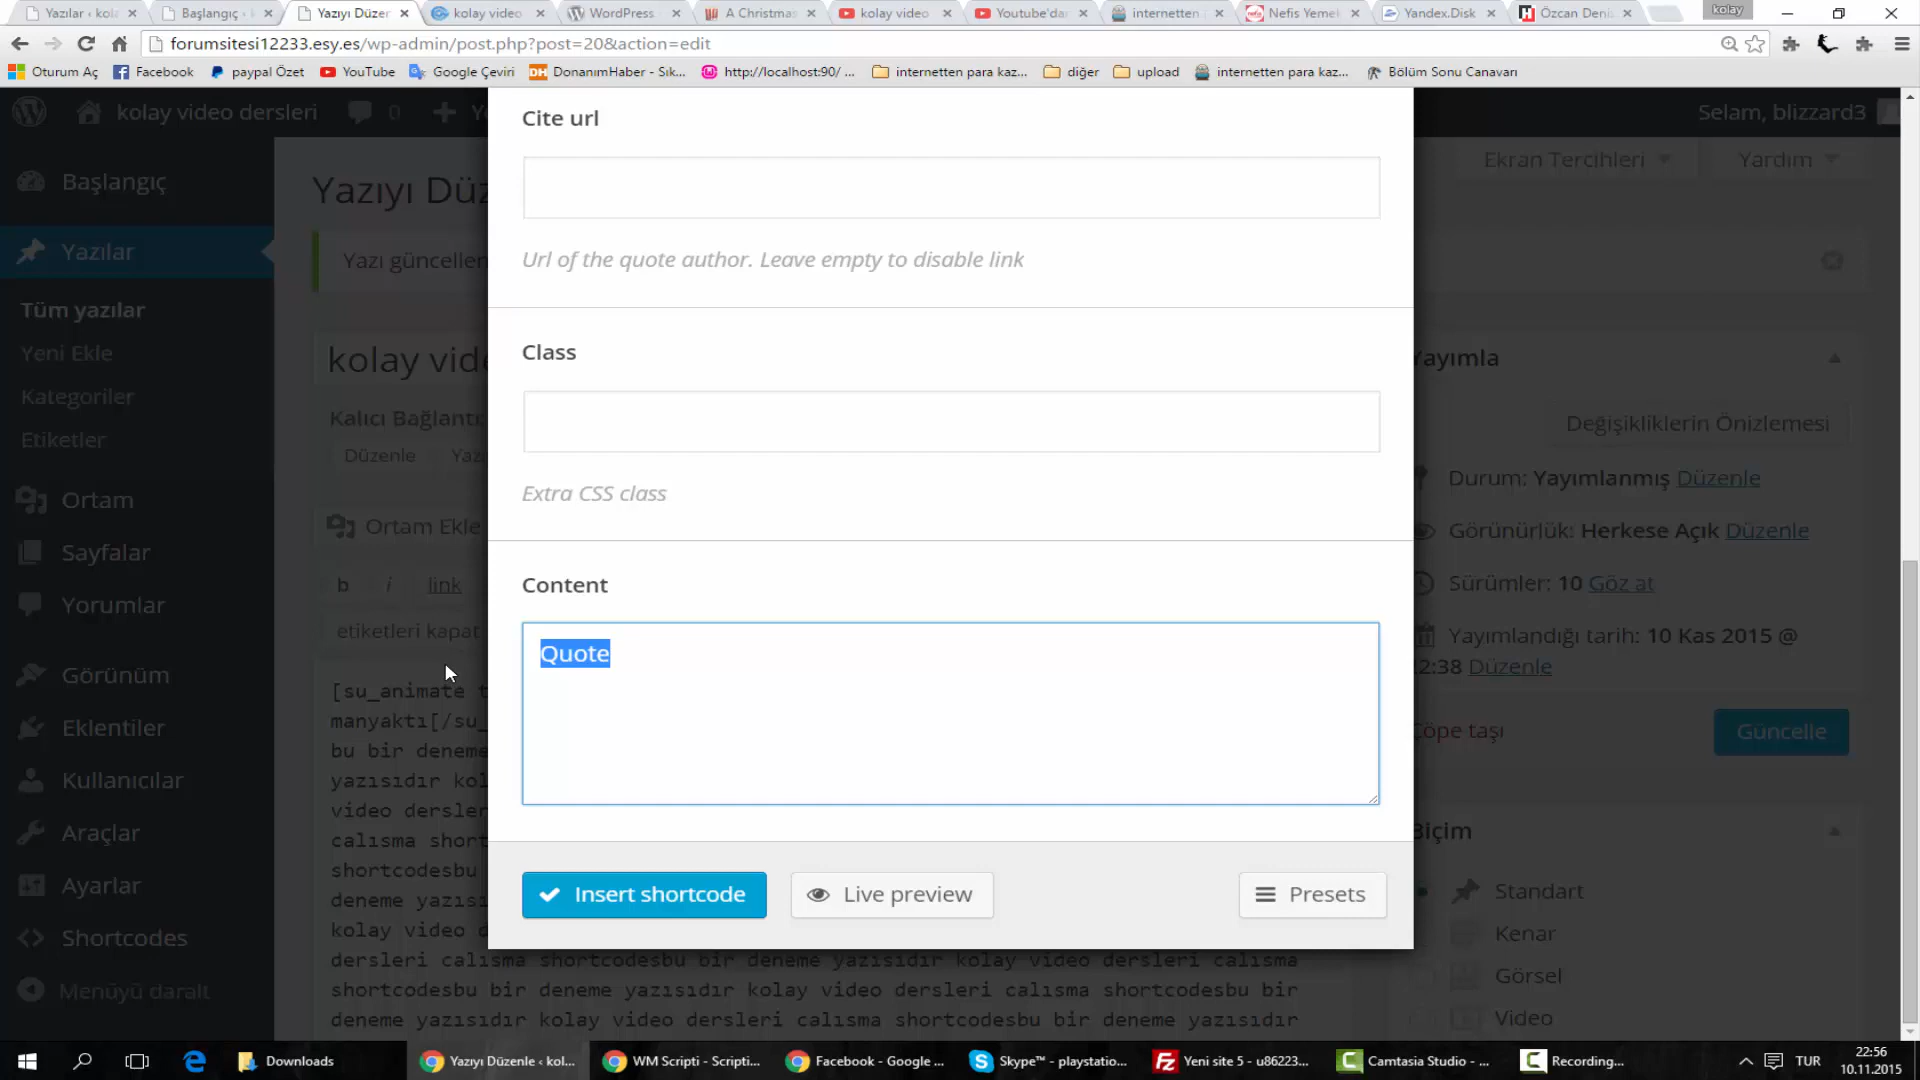 Yazılar ‹ kola
Başlangıç ‹ k
Yazıyı Düzer
kolay video
WordPress
A Christmas
kolay video
Youtube'dan
internetten
Nefis Yemek
Yandex.Disk
Özcan Deniz
kolay
forumsitesi12233.esy.es/wp-admin/post.php?post=20&action=edit
Oturum Aç Facebook paypal Özet YouTube Google Çeviri DonanımHaber - Sık... http://localhost:90/ ... internetten para kaz... diğer upload internetten para kaz... Bölüm Sonu Canavarı
kolay video dersleri 0 Selam, blizzard3
Ekran Tercihleri Yardım
Başlangıç
Yazılar
Tüm yazılar
Yeni Ekle
Kategoriler
Etiketler
Ortam
Sayfalar
Yorumlar
Görünüm
Eklentiler
Kullanıcılar
Araçlar
Ayarlar
Shortcodes
Menüyü daralt
Yazıyı Düz
Yazı güncellen
kolay vide
Kalıcı Bağlantı:
Düzenle Yazı
Ortam Ekle
b i link
etiketleri kapat
[su_animate t
manyaktı[/su_
bu bir deneme
yazısıdır kol
video dersler
calısma short
shortcodesbu
deneme yazısı
kolay video d
dersleri calısma shortcodesbu bir deneme yazısıdır kolay video dersleri calısma
shortcodesbu bir deneme yazısıdır kolay video dersleri calısma shortcodesbu bir
deneme yazısıdır kolay video dersleri calısma shortcodesbu bir deneme yazısıdır
Cite url
Url of the quote author. Leave empty to disable link
Class
Extra CSS class
Content
Quote
Insert shortcode Live preview Presets
Yayımla
Değişikliklerin Önizlemesi
Durum: Yayımlanmış Düzenle
Görünürlük: Herkese Açık Düzenle
Sürümler: 10 Göz at
Yayımlandığı tarih: 10 Kas 2015 @
12:38 Düzenle
Çöpe taşı Güncelle
Biçim
Standart
Kenar
Görsel
Video
Downloads Yazıyı Düzenle ‹ kol... WM Scripti - Scripti... Facebook - Google ... Skype™ - playstatio... Yeni site 5 - u86223... Camtasia Studio - ... Recording... TUR 22:56
10.11.2015